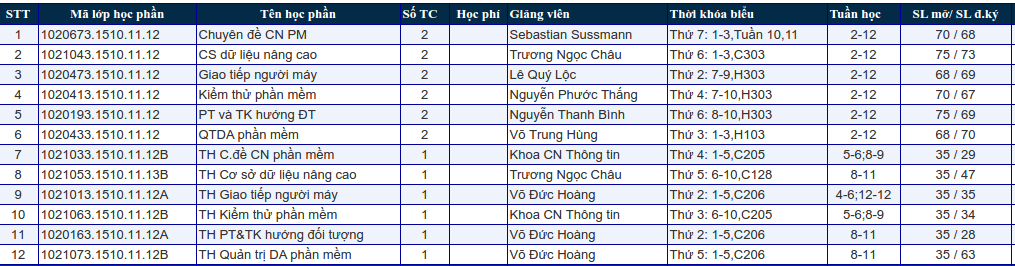 STT Mã lớp học phần Tên học phần Số TC Học phí Giảng viên Thời khóa biểu Tuần học SL mở/ SL đ.ký
1 1020673.1510.11.12 Chuyên đề CN PM 2 Sebastian Sussmann Thứ 7: 1-3,Tuần 10,11 2-12 70 / 68
2 1021043.1510.11.12 CS dữ liệu nâng cao 2 Trương Ngọc Châu Thứ 6: 1-3,C303 2-12 75 / 73
3 1020473.1510.11.12 Giao tiếp người máy 2 Lê Quý Lộc Thứ 2: 7-9,H303 2-12 68 / 69
4 1020413.1510.11.12 Kiểm thử phần mềm 2 Nguyễn Phước Thắng Thứ 4: 7-10,H303 2-12 70 / 67
5 1020193.1510.11.12 PT và TK hướng ĐT 2 Nguyễn Thanh Bình Thứ 6: 8-10,H303 2-12 75 / 69
6 1020433.1510.11.12 QTDA phần mềm 2 Võ Trung Hùng Thứ 3: 1-3,H103 2-12 68 / 70
7 1021033.1510.11.12B TH C.đề CN phần mềm 1 Khoa CN Thông tin Thứ 4: 1-5,C205 5-6;8-9 35 / 29
8 1021053.1510.11.13B TH Cơ sở dữ liệu nâng cao 1 Trương Ngọc Châu Thứ 5: 6-10,C128 8-11 35 / 47
9 1021013.1510.11.12A TH Giao tiếp người máy 1 Võ Đức Hoàng Thứ 2: 1-5,C206 4-6;12-12 35 / 35
10 1021063.1510.11.12B TH Kiểm thử phần mềm 1 Khoa CN Thông tin Thứ 3: 6-10,C205 5-6;8-9 35 / 34
11 1020163.1510.11.12A TH PT&TK hướng đối tượng 1 Võ Đức Hoàng Thứ 2: 1-5,C206 8-11 35 / 28
12 1021073.1510.11.12B TH Quản trị DA phần mềm 1 Võ Đức Hoàng Thứ 5: 1-5,C206 8-11 35 / 63